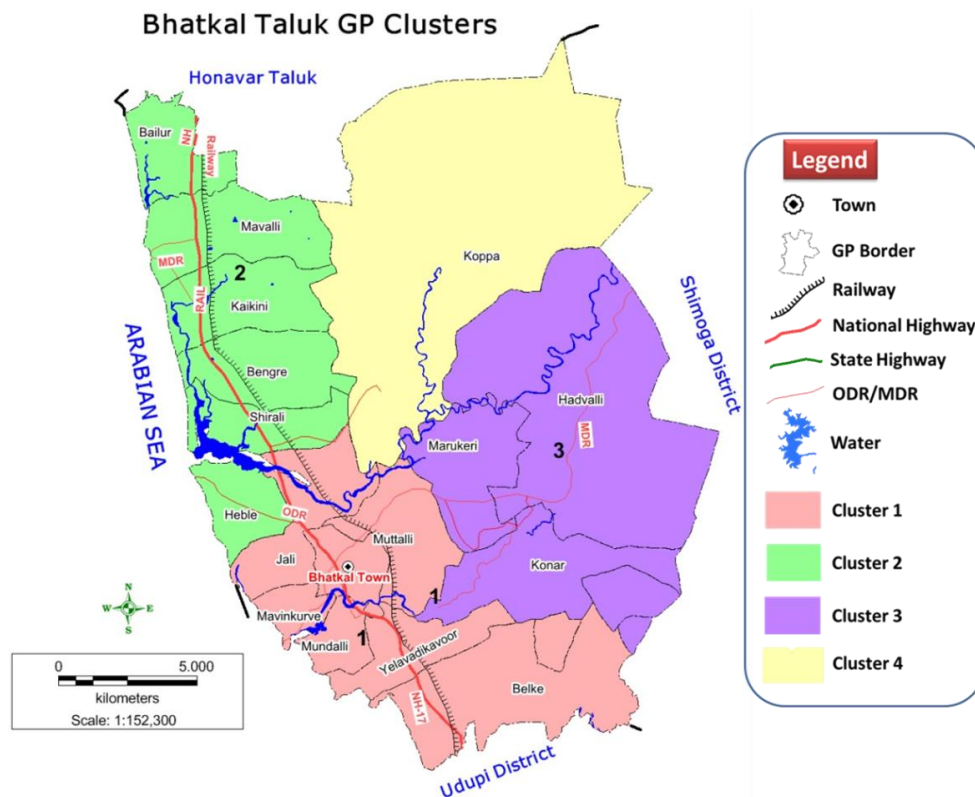 Bhatkal Taluk GP Clusters
Honavar Taluk
Bailur
NH
Railway
Mavalli
MDR
2
Koppa
RAIL
Kaikini
ARABIAN SEA
Shimoga District
Bengre
Hadvalli
Shirali
MDR
Marukeri
3
Heble
ODR
Muttalli
Jali
Konar
Bhatkal Town
1
Mavinkurve
1
Mundalli
Yelavadikavoor
Belke
NH-17
Udupi District
N
W E
S
0 5.000
kilometers
Scale: 1:152,300
Legend
Town
GP Border
Railway
National Highway
State Highway
ODR/MDR
Water
Cluster 1
Cluster 2
Cluster 3
Cluster 4